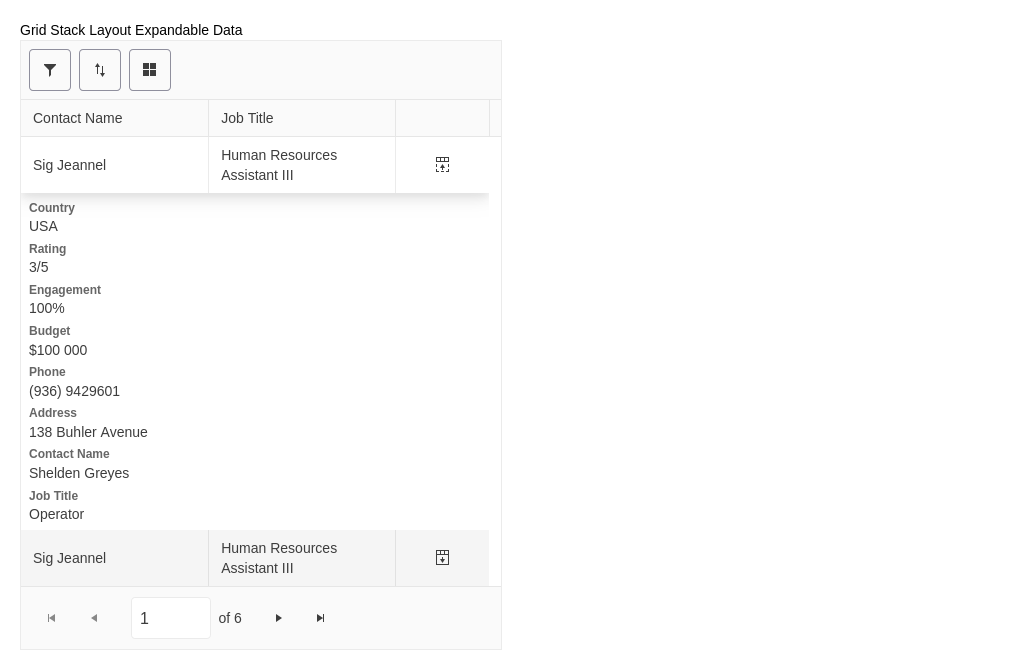 Grid Stack Layout Expandable Data
Contact Name
Job Title
Sig Jeannel
Human Resources
Assistant III
Country
USA
Rating
3/5
Engagement
100%
Budget
$100 000
Phone
(936) 9429601
Address
138 Buhler Avenue
Contact Name
Shelden Greyes
Job Title
Operator
Sig Jeannel
Human Resources
Assistant III
1 of 6